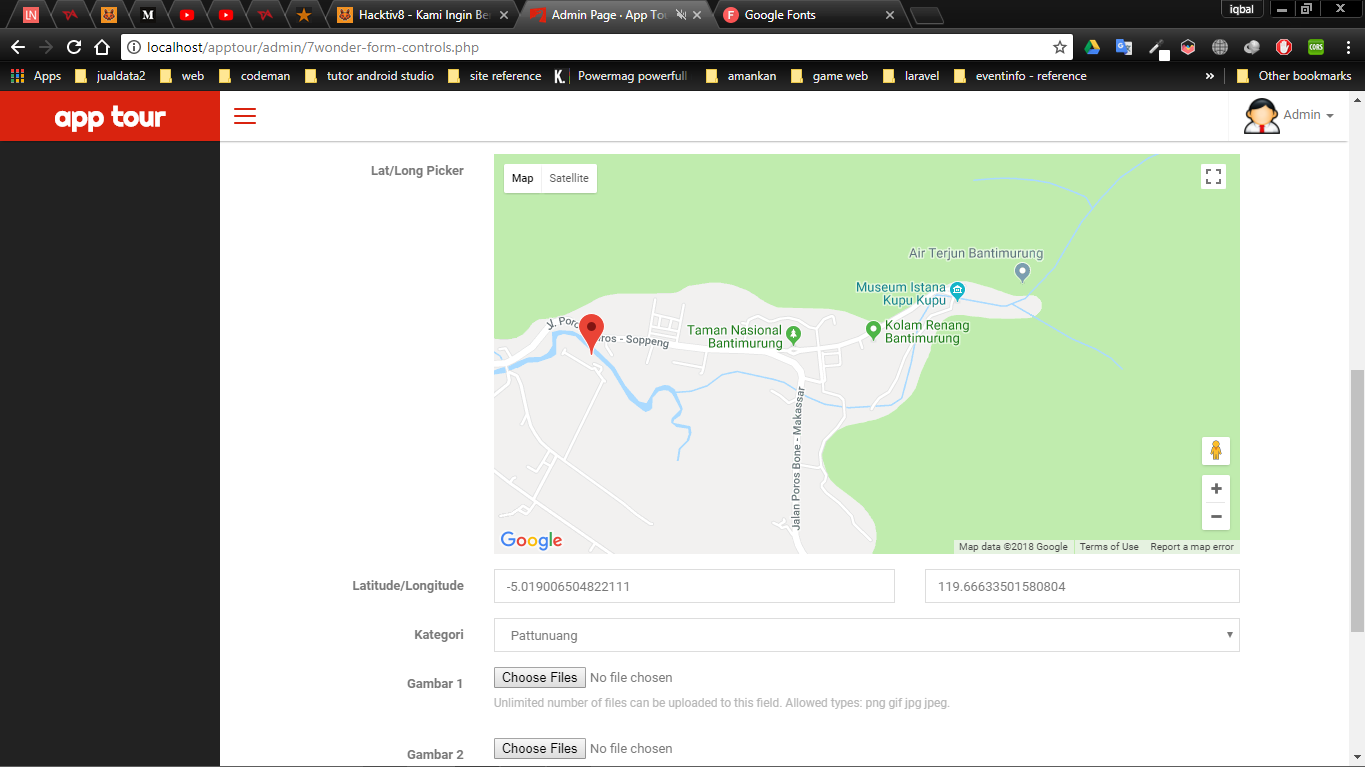 iqbal
Hacktiv8 - Kami Ingin Be
Admin Page · App Tou
Google Fonts
localhost/apptour/admin/7wonder-form-controls.php
Apps
jualdata2
web
codeman
tutor android studio
site reference
K.
Powermag powerfull
amankan
game web
laravel
eventinfo - reference
»
Other bookmarks
CORS
app tour
Admin
Lat/Long Picker
Map
Satellite
Air Terjun Bantimurung
Museum Istana
Kupu Kupu
Taman Nasional
Bantimurung
Kolam Renang
Bantimurung
Jl. Poro
ros - Soppeng
Jalan Poros Bone - Makassar
Google
Map data ©2018 Google
Terms of Use
Report a map error
Latitude/Longitude
-5.019006504822111
119.66633501580804
Kategori
Pattunuang
Gambar 1
Choose Files
No file chosen
Unlimited number of files can be uploaded to this field. Allowed types: png gif jpg jpeg.
Gambar 2
Choose Files
No file chosen